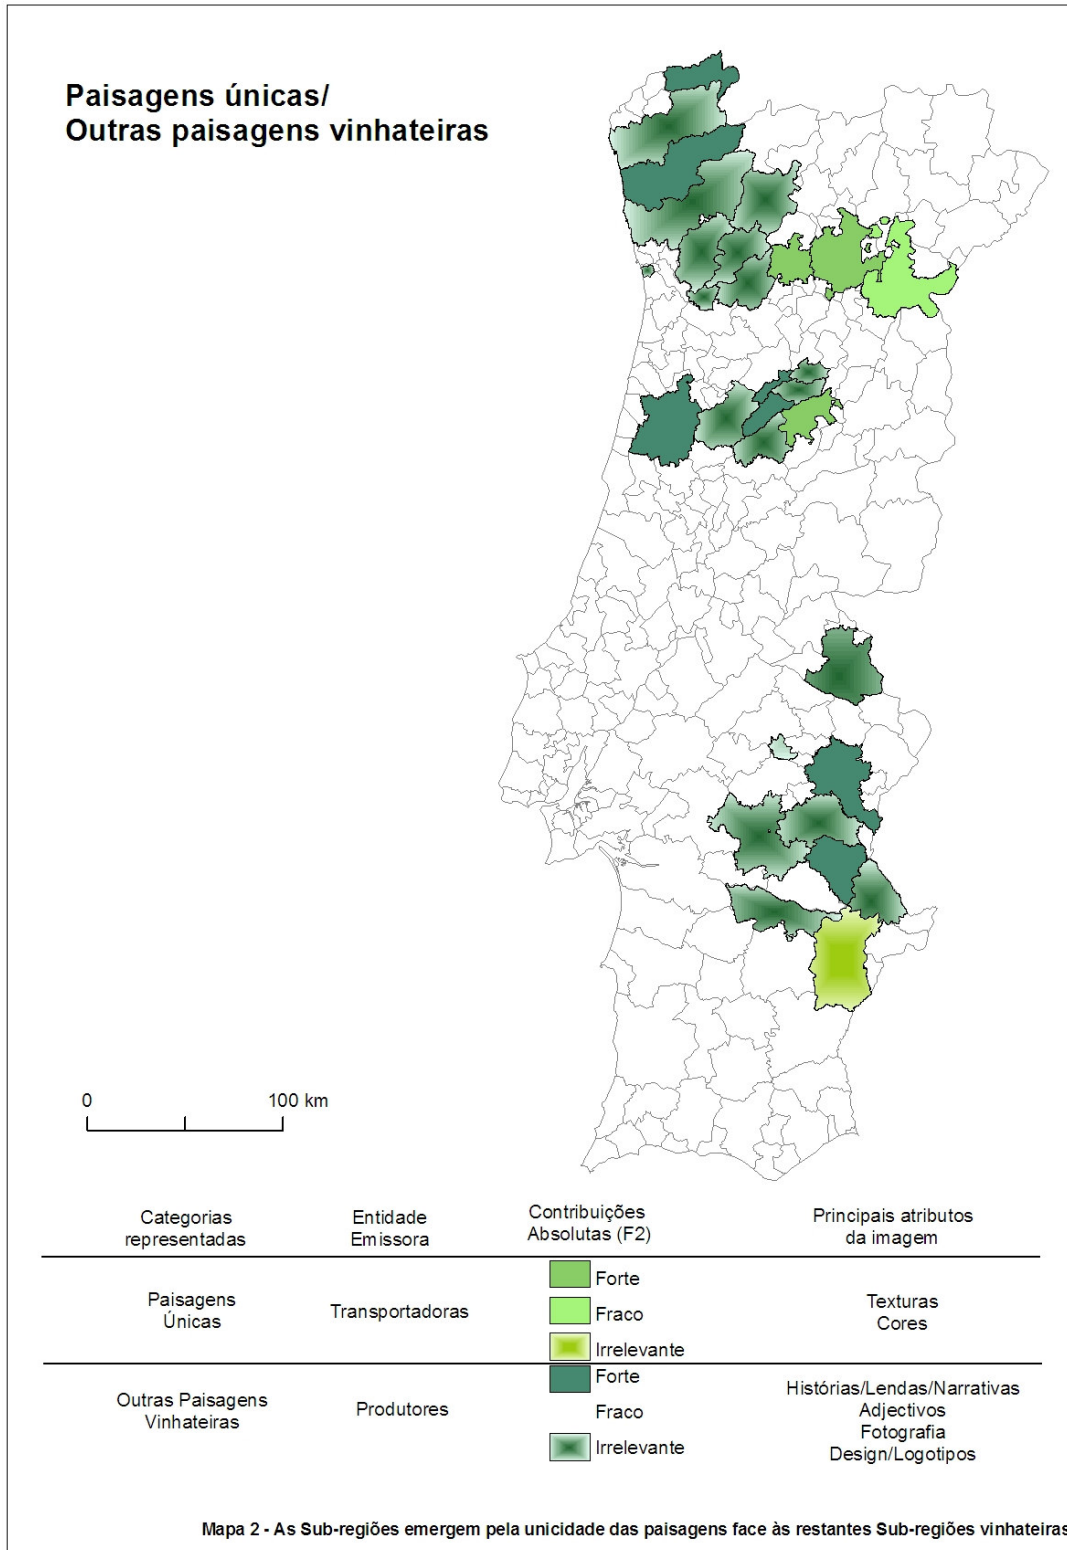 Paisagens únicas/
Outras paisagens vinhateiras
0 100 km
Categorias representadas
Entidade Emissora
Contribuições Absolutas (F2)
Principais atributos da imagem
Paisagens Únicas
Transportadoras
Forte
Fraco
Irrelevante
Texturas
Cores
Outras Paisagens Vinhateiras
Produtores
Forte
Fraco
Irrelevante
Histórias/Lendas/Narrativas
Adjectivos
Fotografia
Design/Logotipos
Mapa 2 - As Sub-regiões emergem pela unicidade das paisagens face às restantes Sub-regiões vinhateiras